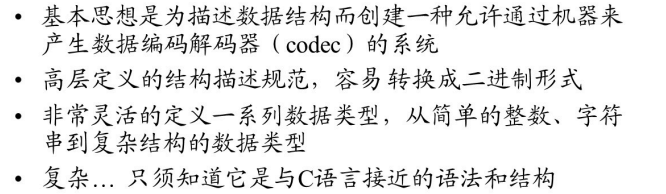 • 基本思想是为描述数据结构而创建一种允许通过机器来
产生数据编码解码器（codec）的系统
• 高层定义的结构描述规范，容易转换成二进制形式
• 非常灵活的定义一系列数据类型，从简单的整数、字符
串到复杂结构的数据类型
• 复杂… 只须知道它是与C语言接近的语法和结构